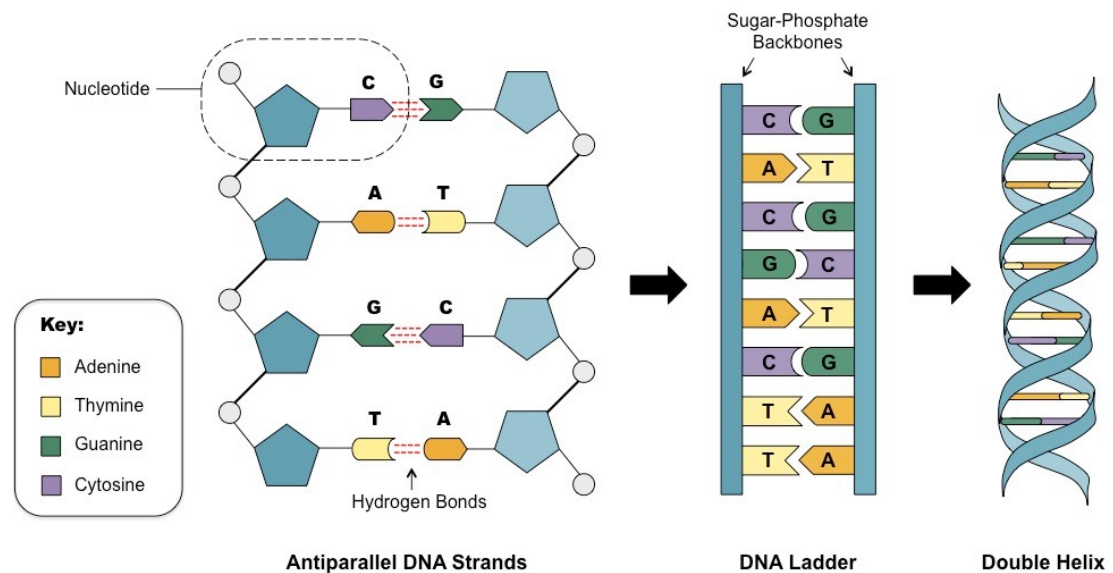 Sugar-Phosphate
Backbones
Nucleotide
C G
A T
G C
T A
Hydrogen Bonds
Key:
Adenine
Thymine
Guanine
Cytosine
C G
A T
C G
G C
A T
C G
T A
T A
Antiparallel DNA Strands
DNA Ladder
Double Helix